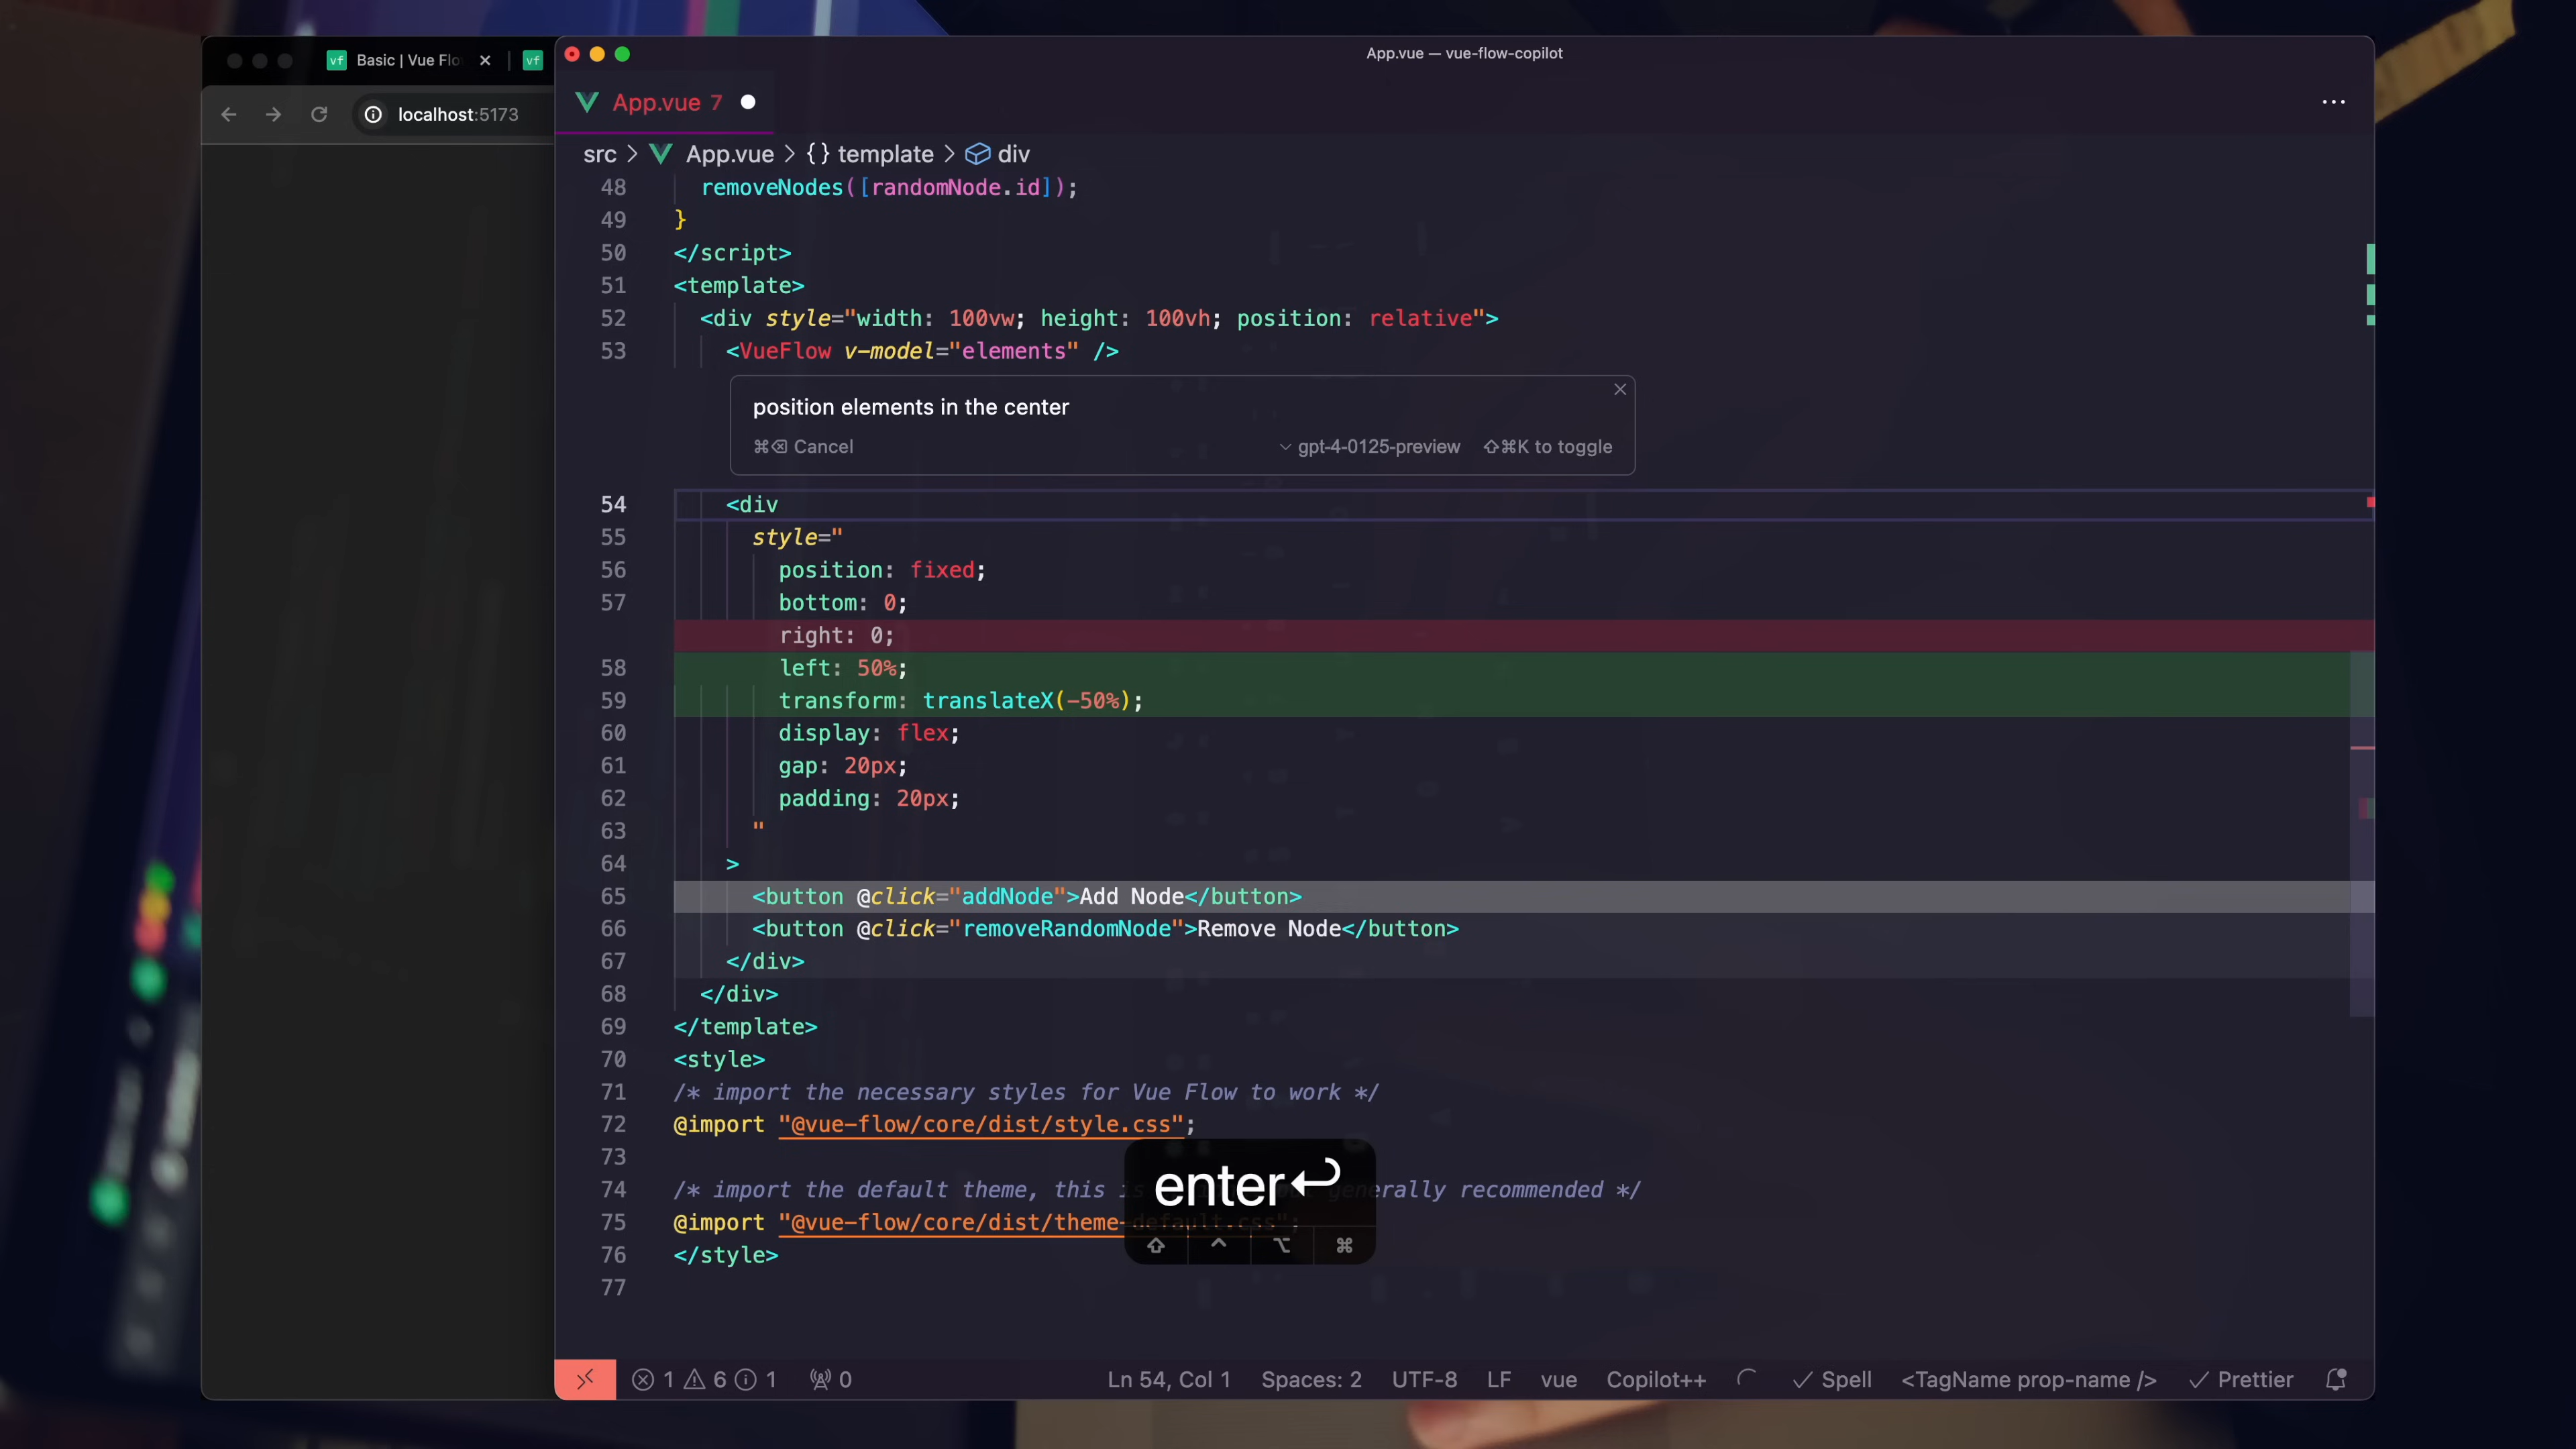 vf Basic | Vue Flo
vf
localhost:5173
App.vue — vue-flow-copilot
App.vue 7
src > App.vue > {} template > div
48 removeNodes([randomNode.id]);
49 }
50 </script>
51 <template>
52 <div style="width: 100vw; height: 100vh; position: relative">
53 <VueFlow v-model="elements" />
position elements in the center
⌘⌫ Cancel gpt-4-0125-preview ⇧⌘K to toggle
54 <div
55 style="
56 position: fixed;
57 bottom: 0;
right: 0;
58 left: 50%;
59 transform: translateX(-50%);
60 display: flex;
61 gap: 20px;
62 padding: 20px;
63 "
64 >
65 <button @click="addNode">Add Node</button>
66 <button @click="removeRandomNode">Remove Node</button>
67 </div>
68 </div>
69 </template>
70 <style>
71 /* import the necessary styles for Vue Flow to work */
72 @import "@vue-flow/core/dist/style.css";
73
74 /* import the default theme, this is generally recommended */
75 @import "@vue-flow/core/dist/theme-default.css";
76 </style>
77
enter↩
⇧ ⌃ ⌥ ⌘
1 6 1 0 Ln 54, Col 1 Spaces: 2 UTF-8 LF vue Copilot++ Spell <TagName prop-name /> Prettier